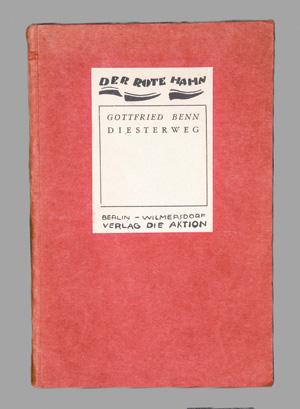 DER ROTE HAHN
GOTTFRIED BENN
DIESTERWEG
BERLIN - WILMERSDORF
VERLAG DIE AKTION